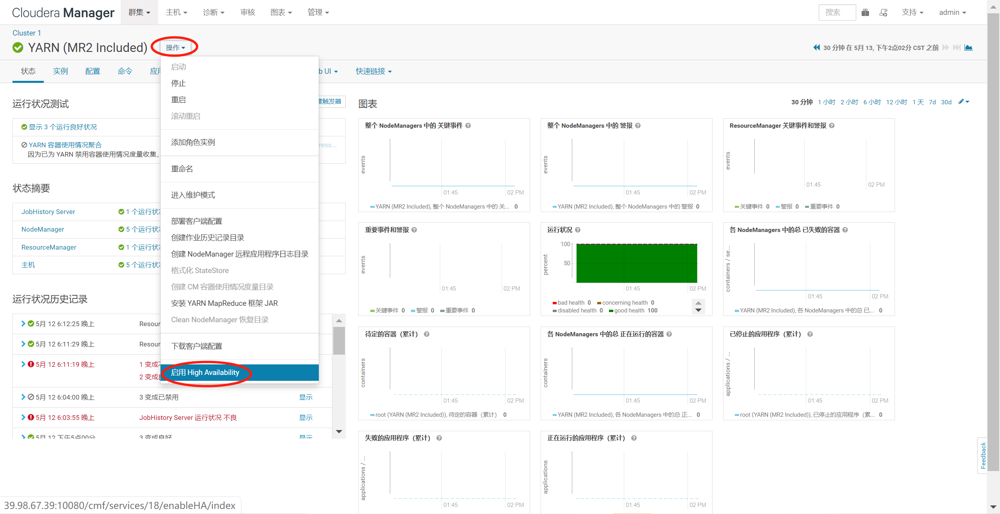 Cloudera Manager 群集 主机 诊断 审核 图表 管理 搜索 支持 admin
Cluster 1
YARN (MR2 Included) 操作 30 分钟 在 5月 13, 下午2点02分 CST 之前
状态 实例 配置 命令 b UI 快速链接
启动
停止
重启
滚动重启
添加角色实例
重命名
进入维护模式
部署客户端配置
创建作业历史记录目录
创建 NodeManager 远程应用程序日志目录
格式化 StateStore
创建 CM 容器使用情况度量目录
安装 YARN MapReduce 框架 JAR
Clean NodeManager 恢复目录
下载客户端配置
启用 High Availability
运行状况测试 触发器
显示 3 个运行良好状况
YARN 容器使用情况聚合 ress...
因为已为 YARN 禁用容器使用情况度量收集,
状态摘要
JobHistory Server 1 个运行状
NodeManager 5 个运行状
ResourceManager 1 个运行状
主机 5 个运行状
运行状况历史记录
5月 12 6:12:25 晚上 Resour
5月 12 6:11:29 晚上 Resour
5月 12 6:11:19 晚上 1 变成
2 变成
5月 12 6:04:00 晚上 3 变成已禁用 显示
5月 12 6:03:55 晚上 JobHistory Server 运行状况 不良 显示
5月 12 下午5点00分 3 变成良好 显示
图表 30 分钟 1 小时 2 小时 6 小时 12 小时 1 天 7d 30d
整个 NodeManagers 中的 关键事件
events
01:45 02 PM
YARN (MR2 Included), 整个 NodeManagers 中的 关... 0
整个 NodeManagers 中的 警报
events
01:45 02 PM
YARN (MR2 Included), 整个 NodeManagers 中的 警报 0
ResourceManager 关键事件和警报
events
01:45 02 PM
关键事件 0 警报 0 重要事件 0
重要事件和警报
events
01:45 02 PM
关键事件 0 警报 0 重要事件 0
运行状况
percent
100
50
01:45 02 PM
bad health 0 concerning health 0
disabled health 0 good health 100
各 NodeManagers 中的总 已失败的容器
containers / se...
01:45 02 PM
YARN (MR2 Included), 各 NodeManagers 中的总 已... 0
待定的容器（累计）
containers
01:45 02 PM
root (YARN (MR2 Included)), 待定的容器（累计） 0
各 NodeManagers 中的总 正在运行的容器
containers
01:45 02 PM
YARN (MR2 Included), 各 NodeManagers 中的总 正... 0
已停止的应用程序（累计）
applications / ...
01:45 02 PM
root (YARN (MR2 Included)), 已停止的应用程序（累... 0
失败的应用程序（累计）
applications / ...
01:45 02 PM
正在运行的应用程序（累计）
applications
01:45 02 PM
Feedback
39.98.67.39:10080/cmf/services/18/enableHA/index